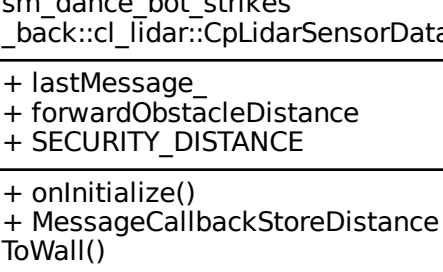 sm_dance_bot_strikes
_back::cl_lidar::CpLidarSensorData
+ lastMessage_
+ forwardObstacleDistance
+ SECURITY_DISTANCE
+ onInitialize()
+ MessageCallbackStoreDistance
ToWall()